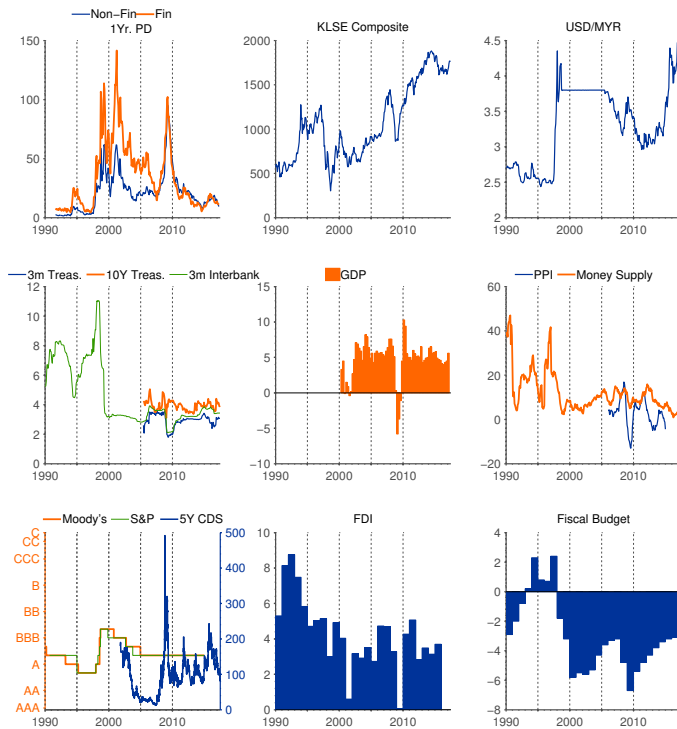 Non-Fin Fin
1Yr. PD
150
100
50
0
1990 2000 2010
KLSE Composite
2000
1500
1000
500
0
1990 2000 2010
USD/MYR
4.5
4
3.5
3
2.5
2
1990 2000 2010
3m Treas. 10Y Treas. 3m Interbank
12
10
8
6
4
2
0
1990 2000 2010
GDP
15
10
5
0
−5
−10
1990 2000 2010
PPI Money Supply
60
40
20
0
−20
1990 2000 2010
Moody's S&P 5Y CDS
C
CC
CCC
B
BB
BBB
A
AA
AAA
500
400
300
200
100
0
1990 2000 2010
FDI
10
8
6
4
2
0
1990 2000 2010
Fiscal Budget
4
2
0
−2
−4
−6
−8
1990 2000 2010